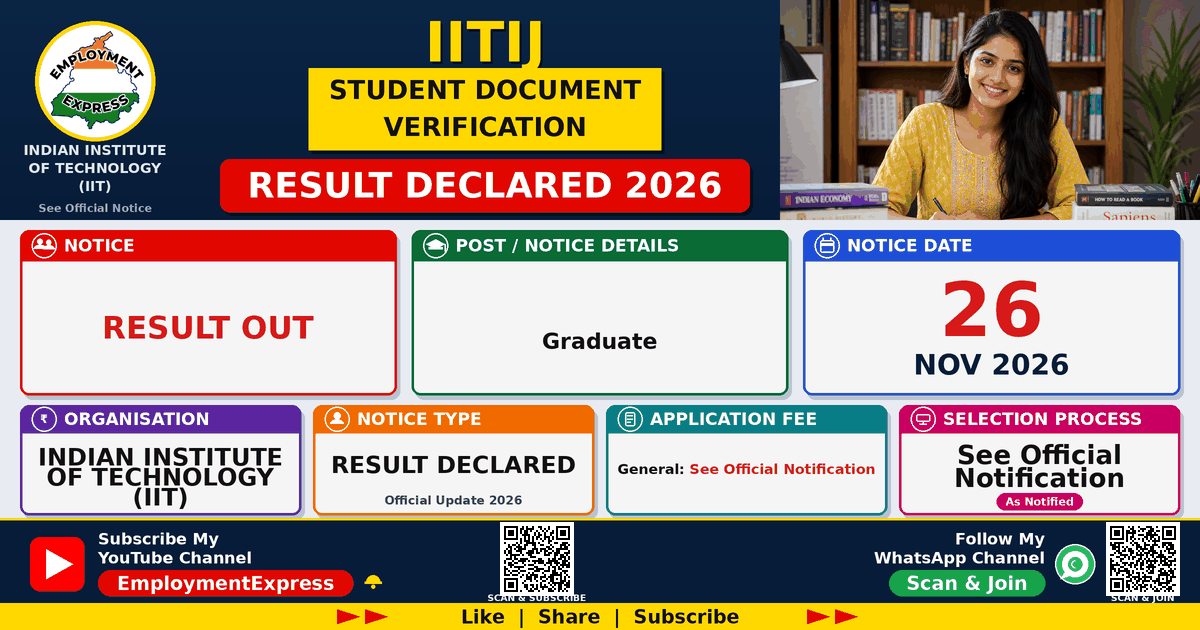 EMPLOYMENT
EXPRESS
INDIAN INSTITUTE
OF TECHNOLOGY
(IIT)
See Official Notice
IITJJ
STUDENT DOCUMENT
VERIFICATION
RESULT DECLARED 2026
INDIAN ECONOMY
HOW TO READ A BOOK
Sapiens
NOTICE
RESULT OUT
POST / NOTICE DETAILS
Graduate
NOTICE DATE
26
NOV 2026
₹ ORGANISATION
INDIAN INSTITUTE
OF TECHNOLOGY
(IIT)
NOTICE TYPE
RESULT DECLARED
Official Update 2026
APPLICATION FEE
General: See Official Notification
SELECTION PROCESS
See Official
Notification
As Notified
Subscribe My
YouTube Channel
EmploymentExpress
SCAN & SUBSCRIBE
Follow My
WhatsApp Channel
Scan & Join
SCAN & JOIN
Like | Share | Subscribe